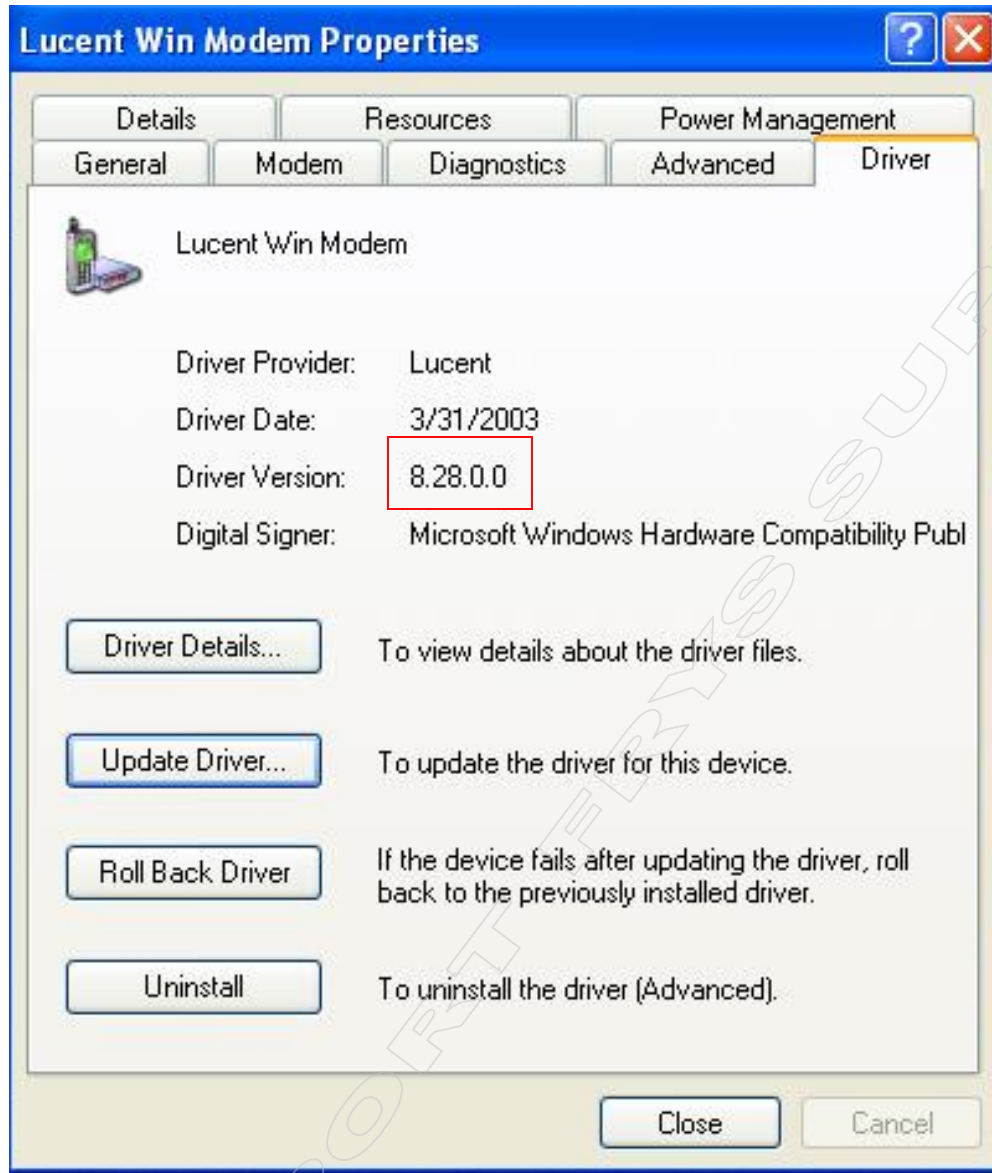 Lucent Win Modem Properties
Details Resources Power Management
General Modem Diagnostics Advanced Driver
Lucent Win Modem
Driver Provider: Lucent
Driver Date: 3/31/2003
Driver Version: 8.28.0.0
Digital Signer: Microsoft Windows Hardware Compatibility Publ
Driver Details... To view details about the driver files.
Update Driver... To update the driver for this device.
Roll Back Driver If the device fails after updating the driver, roll
back to the previously installed driver.
Uninstall To uninstall the driver (Advanced).
Close Cancel
ORT FRYS SUP